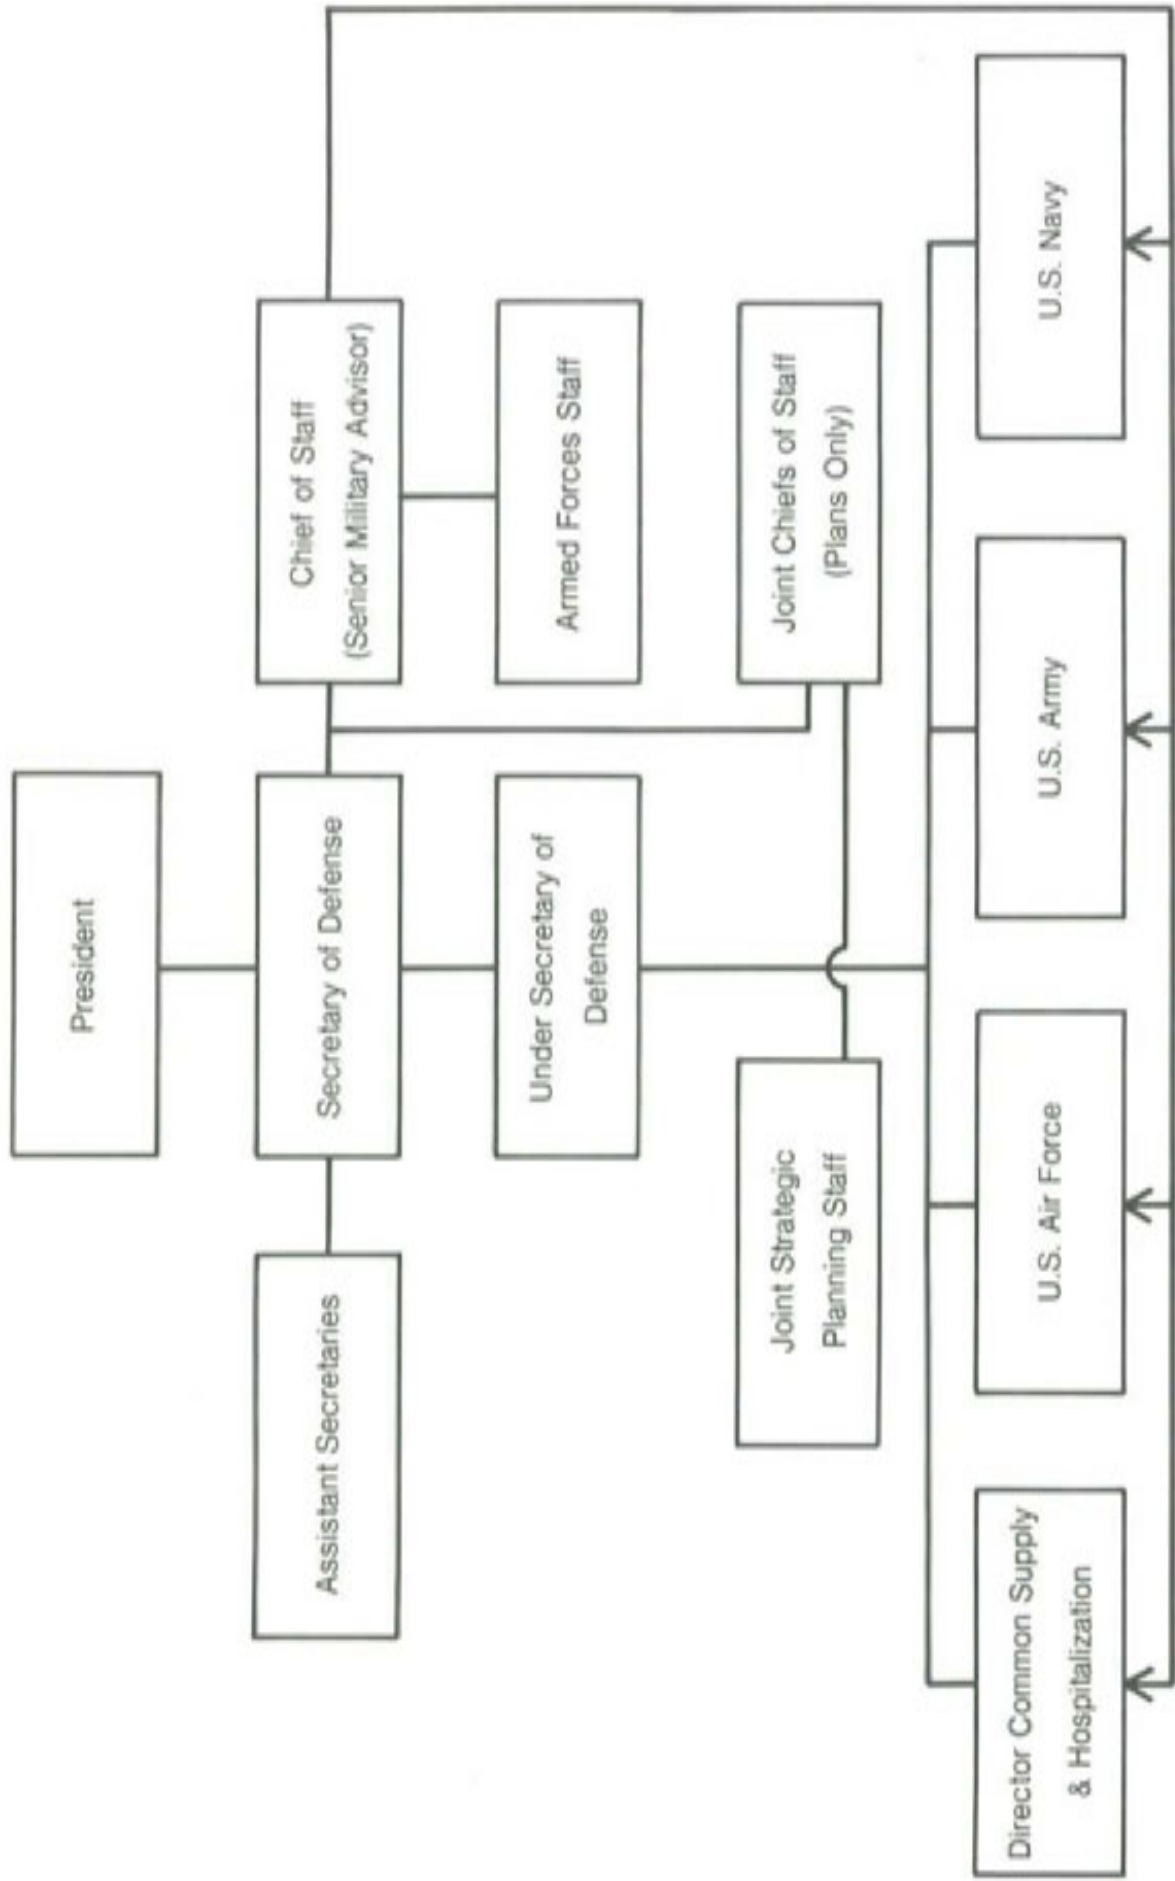 President
Assistant Secretaries
Secretary of Defense
Chief of Staff
(Senior Military Advisor)
Under Secretary of
Defense
Armed Forces Staff
Joint Strategic
Planning Staff
Joint Chiefs of Staff
(Plans Only)
Director Common Supply
& Hospitalization
U.S. Air Force
U.S. Army
U.S. Navy